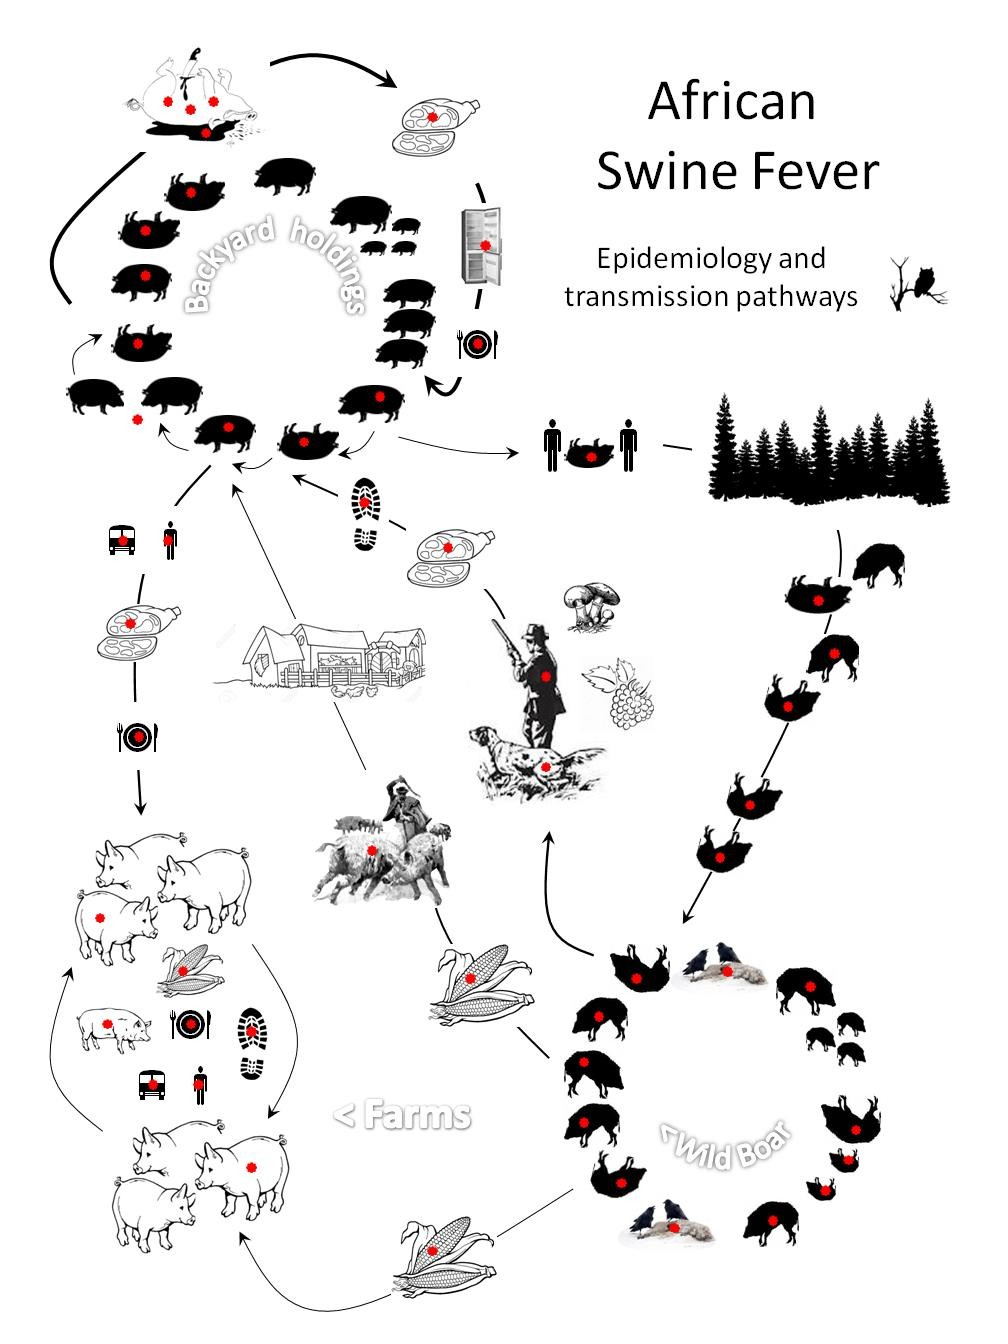 African
Swine Fever
Epidemiology and
transmission pathways
Backyard holdings
< Farms
< Wild Boar